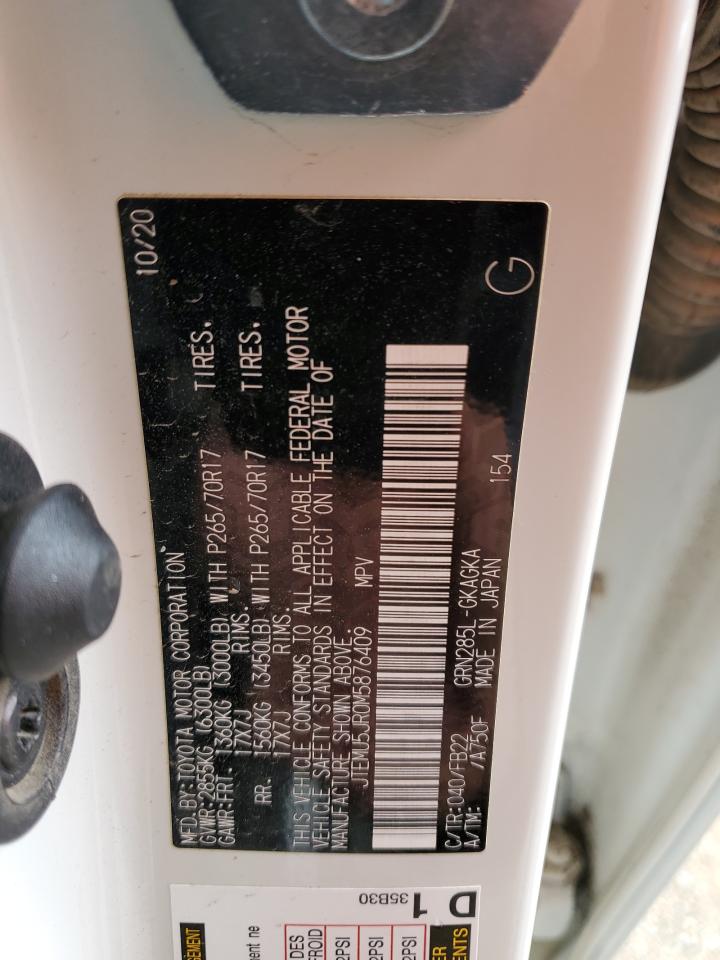 MFD.BY:TOYOTA MOTOR CORPORATION 10/20
GVWR:2855KG (6300LB)
GAWR:FRT. 1360KG (3000LB) WITH P265/70R17 TIRES.
17X7J RIMS.
RR. 1560KG (3450LB) WITH P265/70R17 TIRES.
17X7J RIMS.
THIS VEHICLE CONFORMS TO ALL APPLICABLE FEDERAL MOTOR
VEHICLE SAFETY STANDARDS IN EFFECT ON THE DATE OF
MANUFACTURE SHOWN ABOVE.
JTEMU5JR0M5876409 MPV
C/TR:040/FB22 GRN285L-GKAGKA 154
A/TM: /A750F MADE IN JAPAN G
D 1
35B30